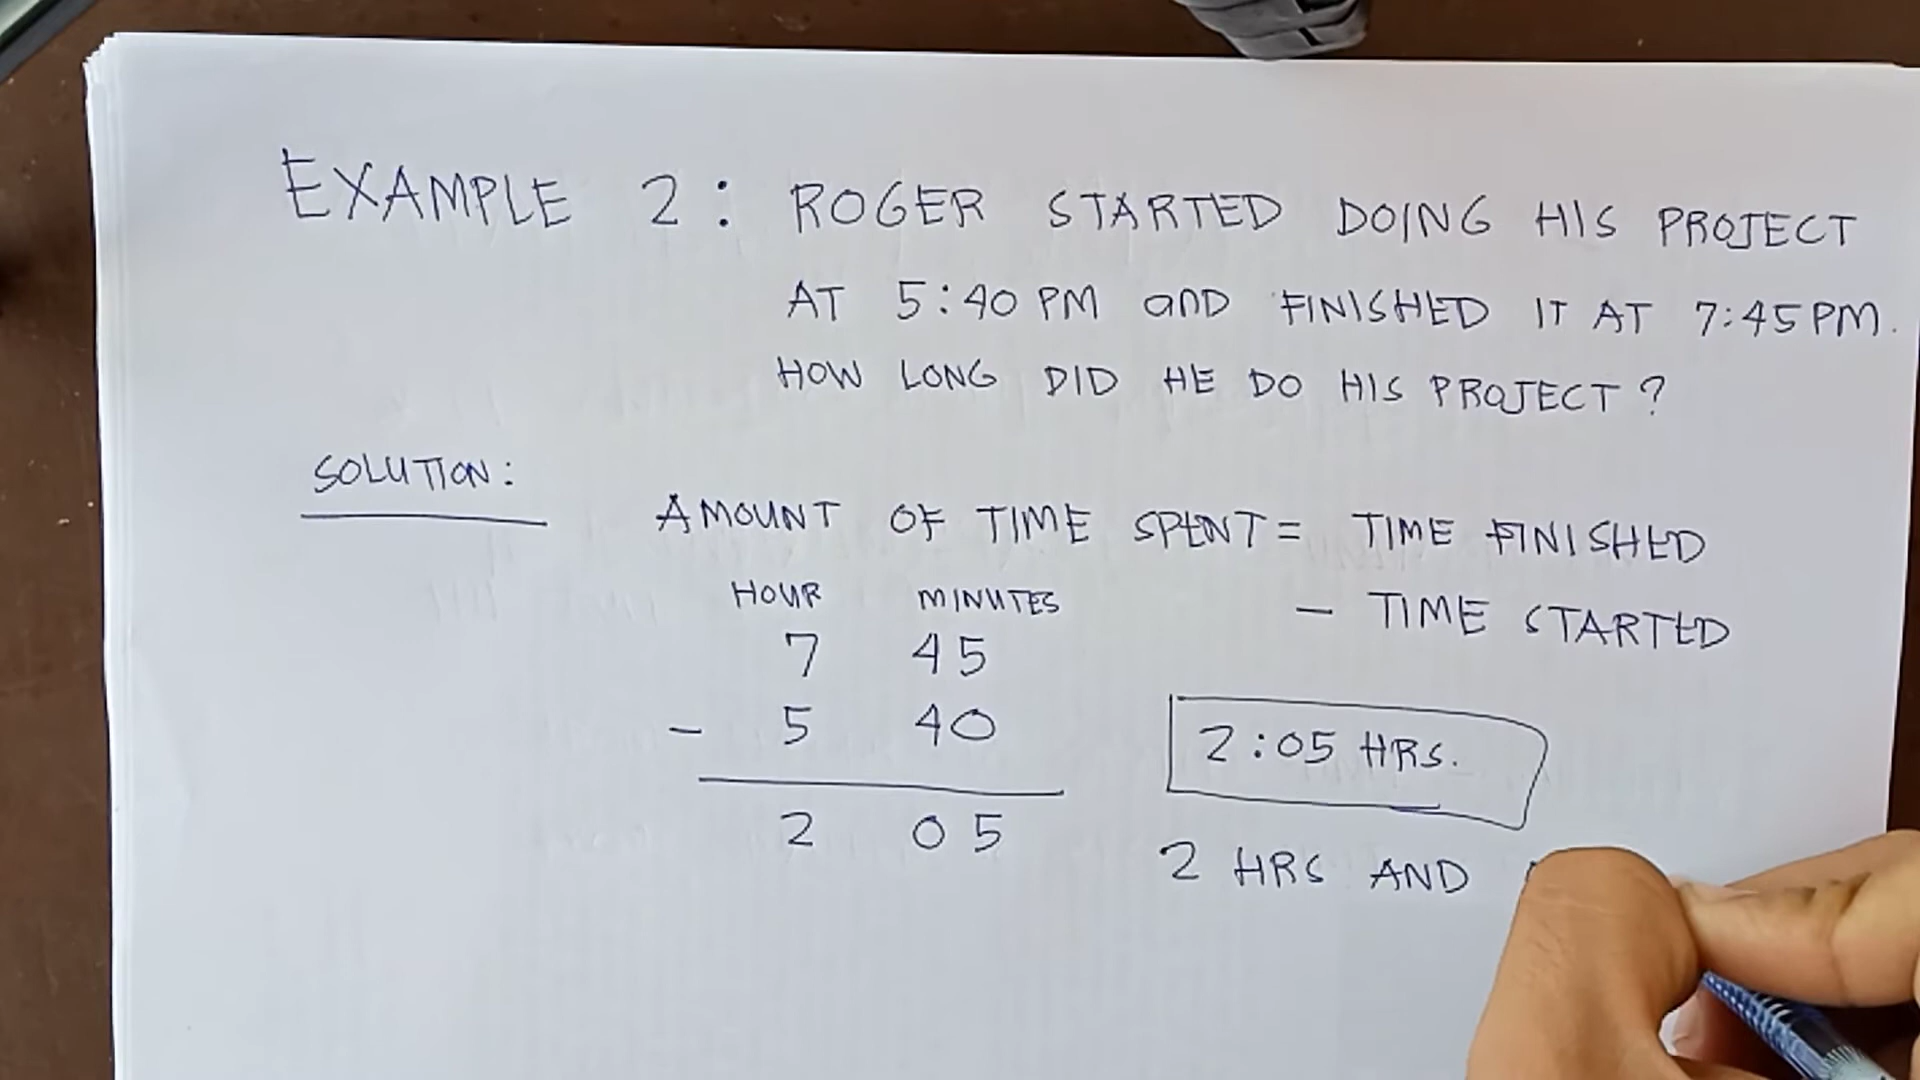 EXAMPLE 2: ROGER STARTED DOING HIS PROJECT
AT 5:40 PM and FINISHED IT AT 7:45 PM.
HOW LONG DID HE DO HIS PROJECT?
SOLUTION:
AMOUNT OF TIME SPENT = TIME FINISHED
- TIME STARTED
HOUR MINUTES
7 45
- 5 40
2 05
2:05 HRS.
2 HRS AND